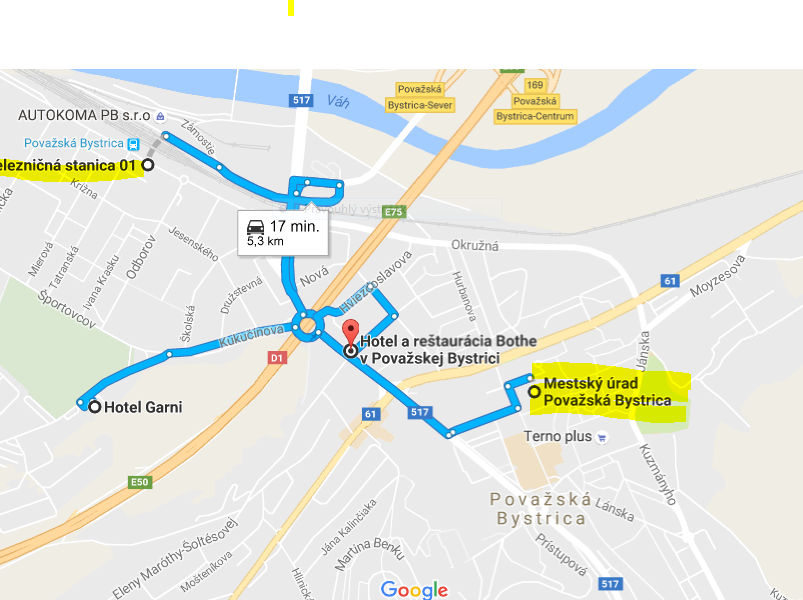 517
Váh
Považská
Bystrica-Sever
169
Považská
Bystrica-Centrum
AUTOKOMA PB s.r.o
Zámostie
Považská Bystrica
elezničná stanica 01
Krížna
E75
17 min.
5,3 km
Okružná
Jesenského
Odborov
Mierová
Tatranská
Ivana Krasku
Športovcov
Družstevná
Nová
Hviezdoslavova
Hurbanova
61
Moyzesova
Školská
Kukučínova
D1
Hotel a reštaurácia Bothe
v Považskej Bystrici
Jánska
Hotel Garni
Mestský úrad
Považská Bystrica
61
517
Terno plus
Kuzmányho
E50
Považská
Bystrica
Lánska
Eleny Maróthy-Šoltésovej
Moštenikova
Jána Kalinčiaka
Martina Benku
Prístupová
Hlinická
Google
517